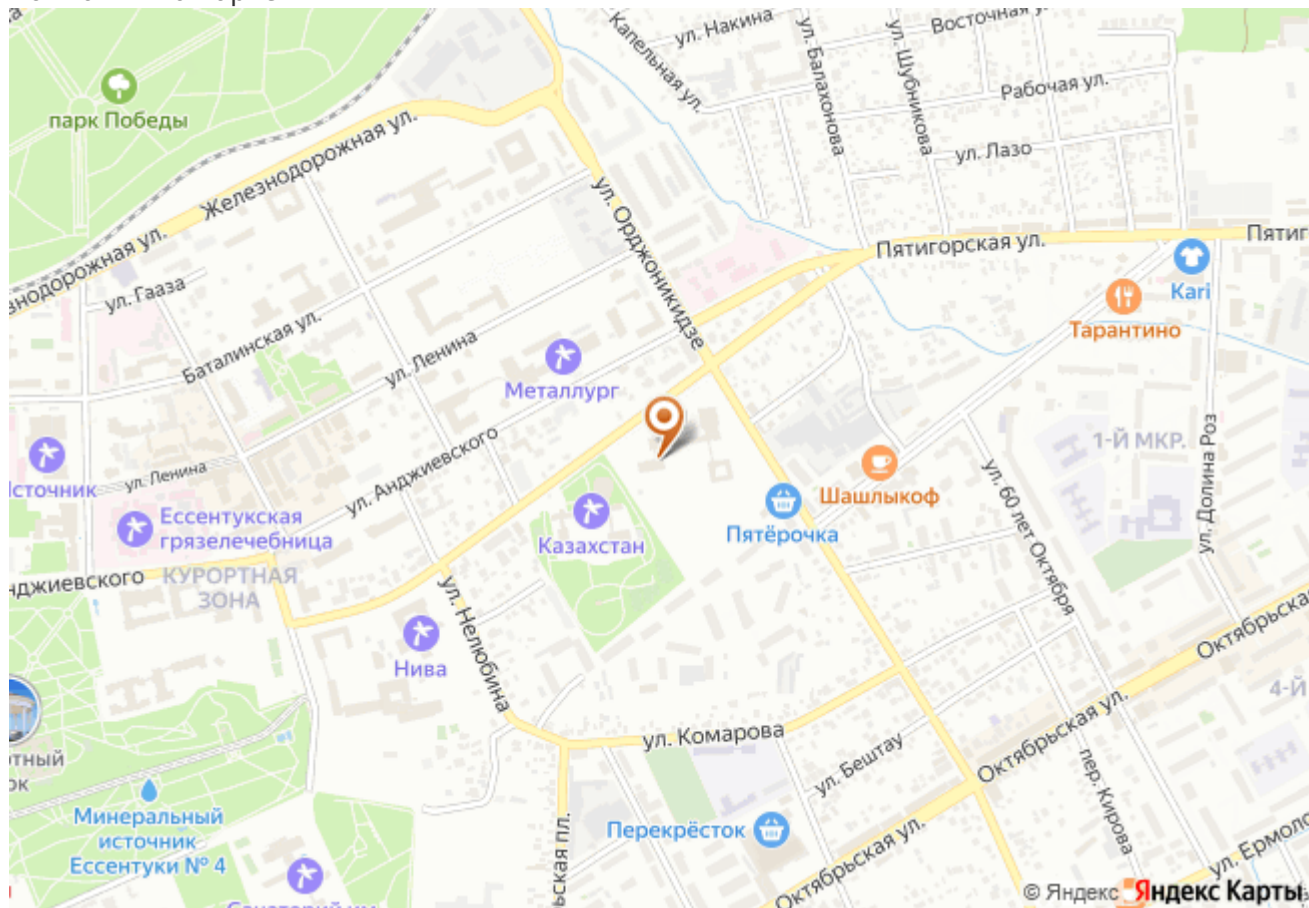 ул. Накина
Восточная ул.
Капельная ул.
ул. Балахонова
ул. Шубникова
Рабочая ул.
ул. Лазо
парк Победы
Железнодорожная ул.
ул. Орджоникидзе
Пятигорская ул.
Пятиг
знодорожная ул.
ул. Гааза
Kari
Тарантино
Баталинская ул.
ул. Ленина
Металлург
1-Й МКР.
ул. Долина Роз
Источник
ул. Ленина
ул. Анджиевского
Шашлыкоф
ул. 60 лет Октября
Ессентукская
грязелечебница
Пятёрочка
Казахстан
нджиевского
КУРОРТНАЯ
ЗОНА
ул. Нелюбина
Нива
Октябрьска
4-Й
Октябрьская ул.
ул. Комарова
ул. Бештау
пер. Кирова
отный
ок
Минеральный
источник
Ессентуки № 4
Перекрёсток
Октябрьская ул.
ул. Ермоло
ьская пл.
© Яндекс Яндекс Карты